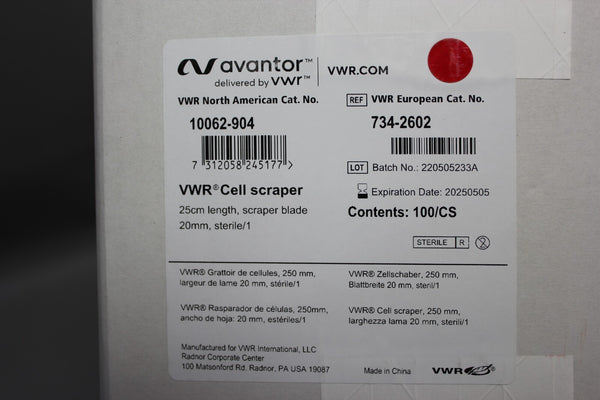 avantor™
delivered by vwr™
VWR.COM
VWR North American Cat. No.
10062-904
7 312058 245177 >
REF VWR European Cat. No.
734-2602
LOT Batch No.: 220505233A
Expiration Date: 20250505
VWR® Cell scraper
25cm length, scraper blade
20mm, sterile/1
Contents: 100/CS
STERILE R
VWR® Grattoir de cellules, 250 mm,
largeur de lame 20 mm, stérile/1
VWR® Zellschaber, 250 mm,
Blattbreite 20 mm, steril/1
VWR® Rasparador de células, 250mm,
ancho de hoja: 20 mm, estériles/1
VWR® Cell scraper, 250 mm,
larghezza lama 20 mm, sterili/1
Manufactured for VWR International, LLC
Radnor Corporate Center
100 Matsonford Rd. Radnor, PA USA 19087
Made in China
VWR